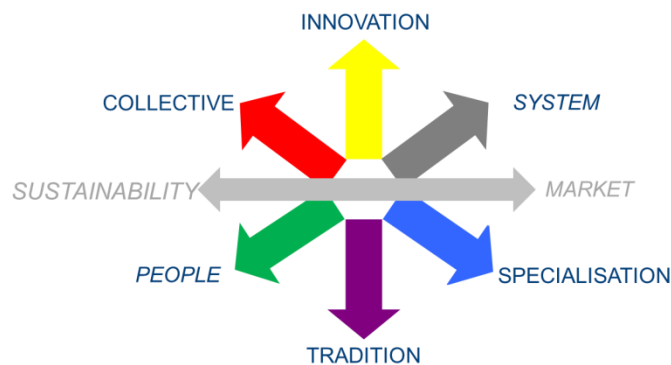 INNOVATION
COLLECTIVE
SYSTEM
SUSTAINABILITY
MARKET
PEOPLE
SPECIALISATION
TRADITION